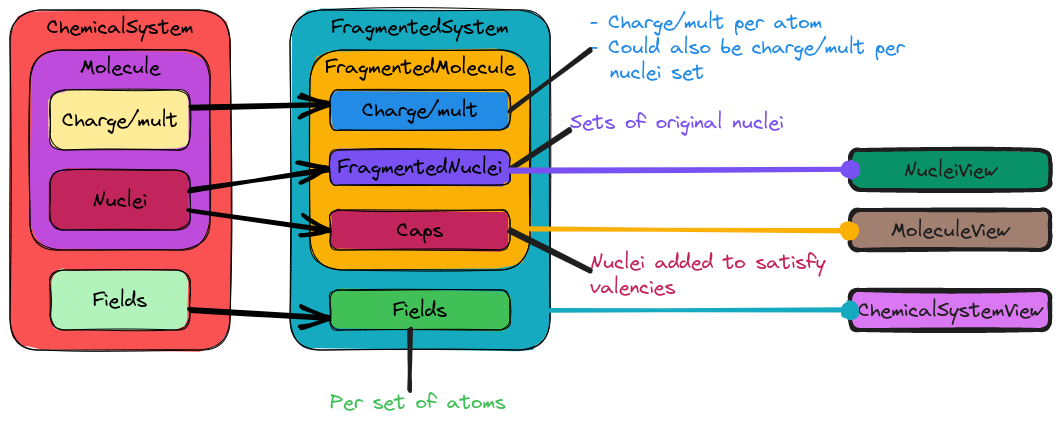 ChemicalSystem
Molecule
Charge/mult
Nuclei
Fields
FragmentedSystem
FragmentedMolecule
Charge/mult
FragmentedNuclei
Caps
Fields
Per set of atoms
- Charge/mult per atom
- Could also be charge/mult per
nuclei set
Sets of original nuclei
Nuclei added to satisfy
valencies
NucleiView
MoleculeView
ChemicalSystemView